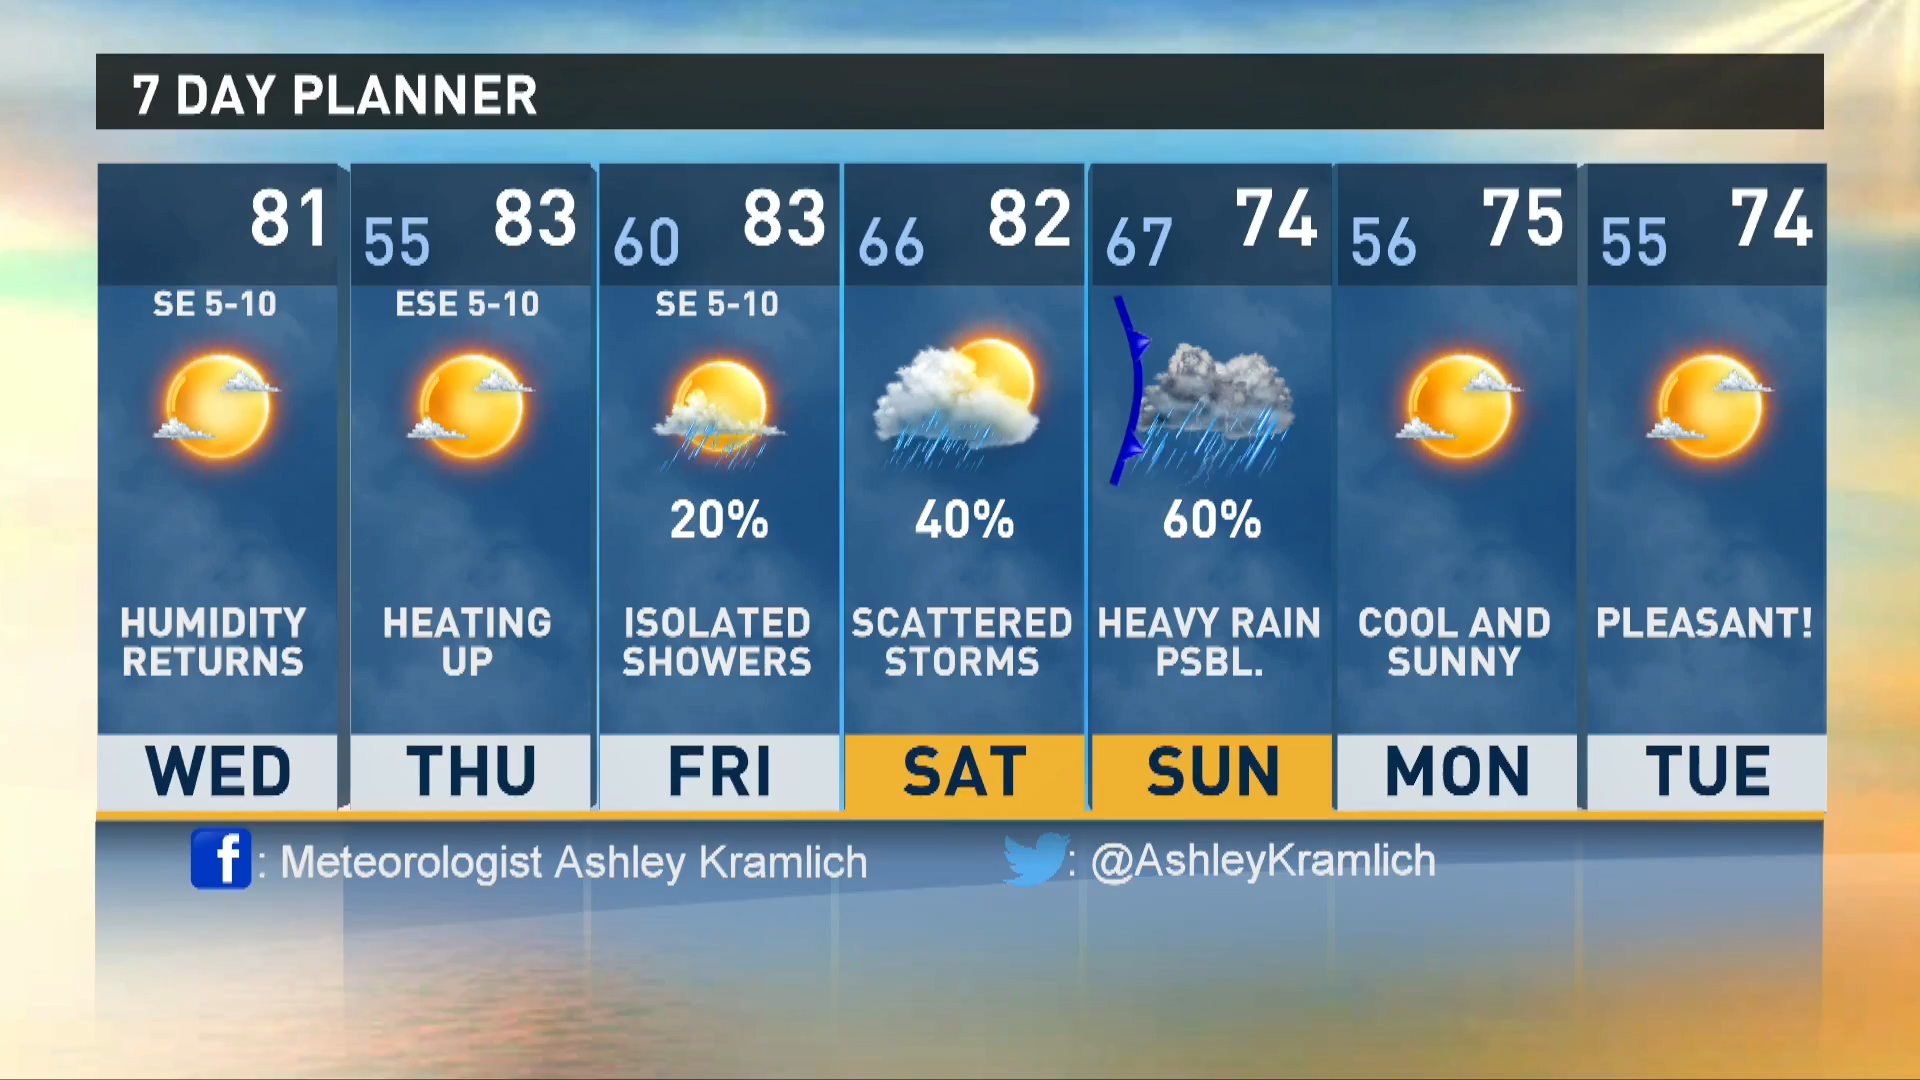 7 DAY PLANNER
81
SE 5-10
HUMIDITY
RETURNS
WED
55 83
ESE 5-10
HEATING
UP
THU
60 83
SE 5-10
20%
ISOLATED
SHOWERS
FRI
66 82
40%
SCATTERED
STORMS
SAT
67 74
60%
HEAVY RAIN
PSBL.
SUN
56 75
COOL AND
SUNNY
MON
55 74
PLEASANT!
TUE
f : Meteorologist Ashley Kramlich
: @AshleyKramlich